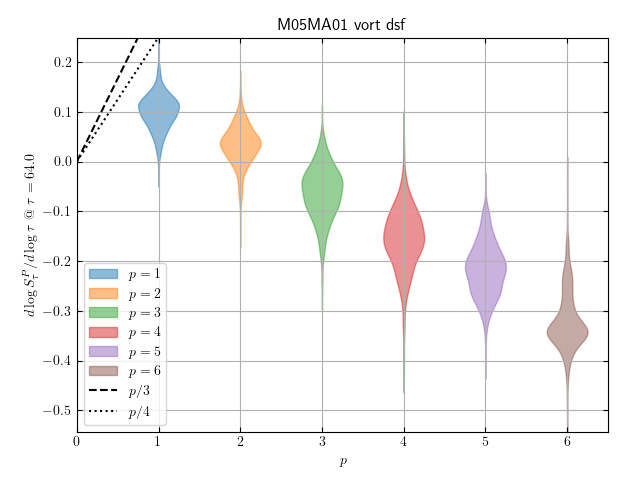 M05MA01 vort dsf
0.2
0.1
0.0
−0.1
−0.2
−0.3
−0.4
−0.5
d log S_τ^P / d log τ @ τ = 64.0
p = 1
p = 2
p = 3
p = 4
p = 5
p = 6
p/3
p/4
0 1 2 3 4 5 6
p